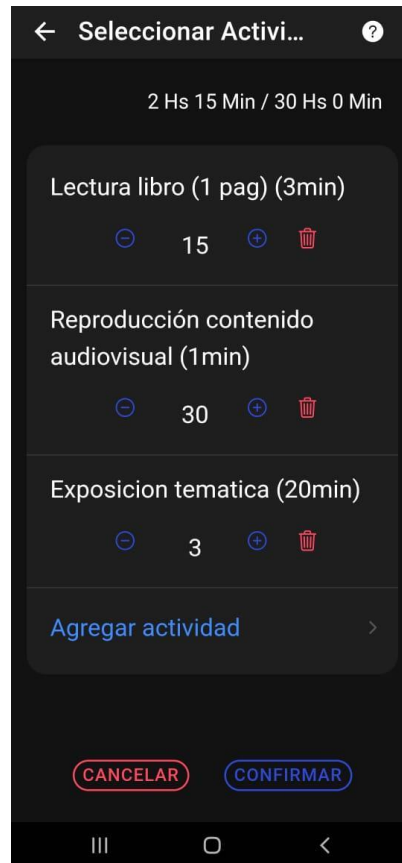 Seleccionar Activi...
?
2 Hs 15 Min / 30 Hs 0 Min
Lectura libro (1 pag) (3min)
15
Reproducción contenido
audiovisual (1min)
30
Exposicion tematica (20min)
3
Agregar actividad
CANCELAR CONFIRMAR